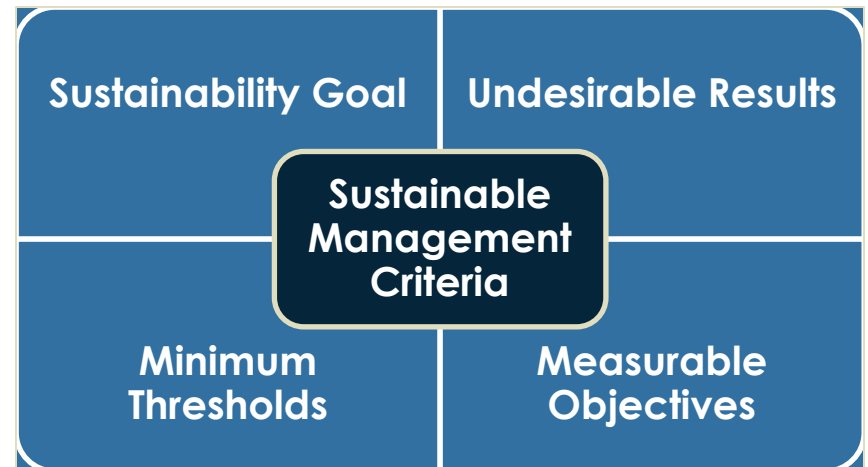 Sustainability Goal
Undesirable Results
Sustainable
Management
Criteria
Minimum
Thresholds
Measurable
Objectives